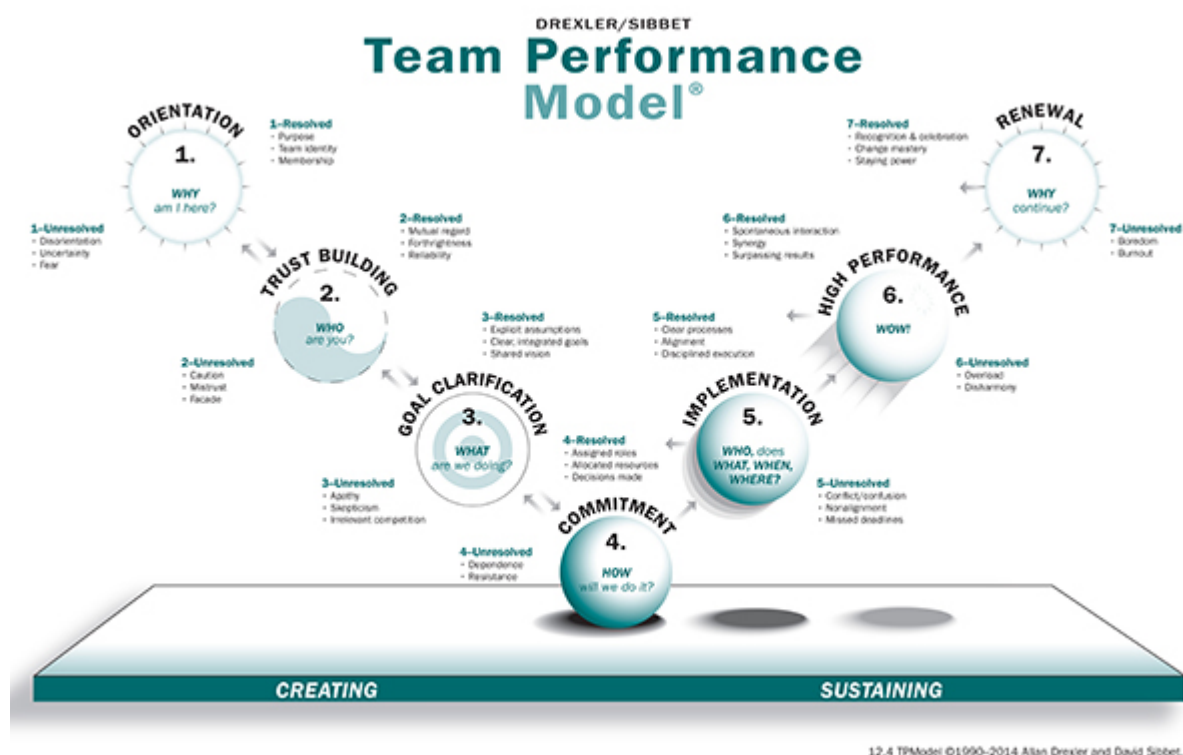 DREXLER/SIBBET
Team Performance
Model®
ORIENTATION
1.
WHY
am I here?
1–Resolved
• Purpose
• Team identity
• Membership
1–Unresolved
• Disorientation
• Uncertainty
• Fear
TRUST BUILDING
2.
WHO
are you?
2–Resolved
• Mutual regard
• Forthrightness
• Reliability
2–Unresolved
• Caution
• Mistrust
• Facade
GOAL CLARIFICATION
3.
WHAT
are we doing?
3–Resolved
• Explicit assumptions
• Clear, integrated goals
• Shared vision
3–Unresolved
• Apathy
• Skepticism
• Irrelevant competition
COMMITMENT
4.
HOW
will we do it?
4–Resolved
• Assigned roles
• Allocated resources
• Decisions made
4–Unresolved
• Dependence
• Resistance
IMPLEMENTATION
5.
WHO, does
WHAT, WHEN,
WHERE?
5–Resolved
• Clear processes
• Alignment
• Disciplined execution
5–Unresolved
• Conflict/confusion
• Nonalignment
• Missed deadlines
HIGH PERFORMANCE
6.
WOW!
6–Resolved
• Spontaneous interaction
• Synergy
• Surpassing results
6–Unresolved
• Overload
• Disharmony
RENEWAL
7.
WHY
continue?
7–Resolved
• Recognition & celebration
• Change mastery
• Staying power
7–Unresolved
• Boredom
• Burnout
CREATING
SUSTAINING
12.4 TPModel ©1990–2014 Allan Drexler and David Sibbet.